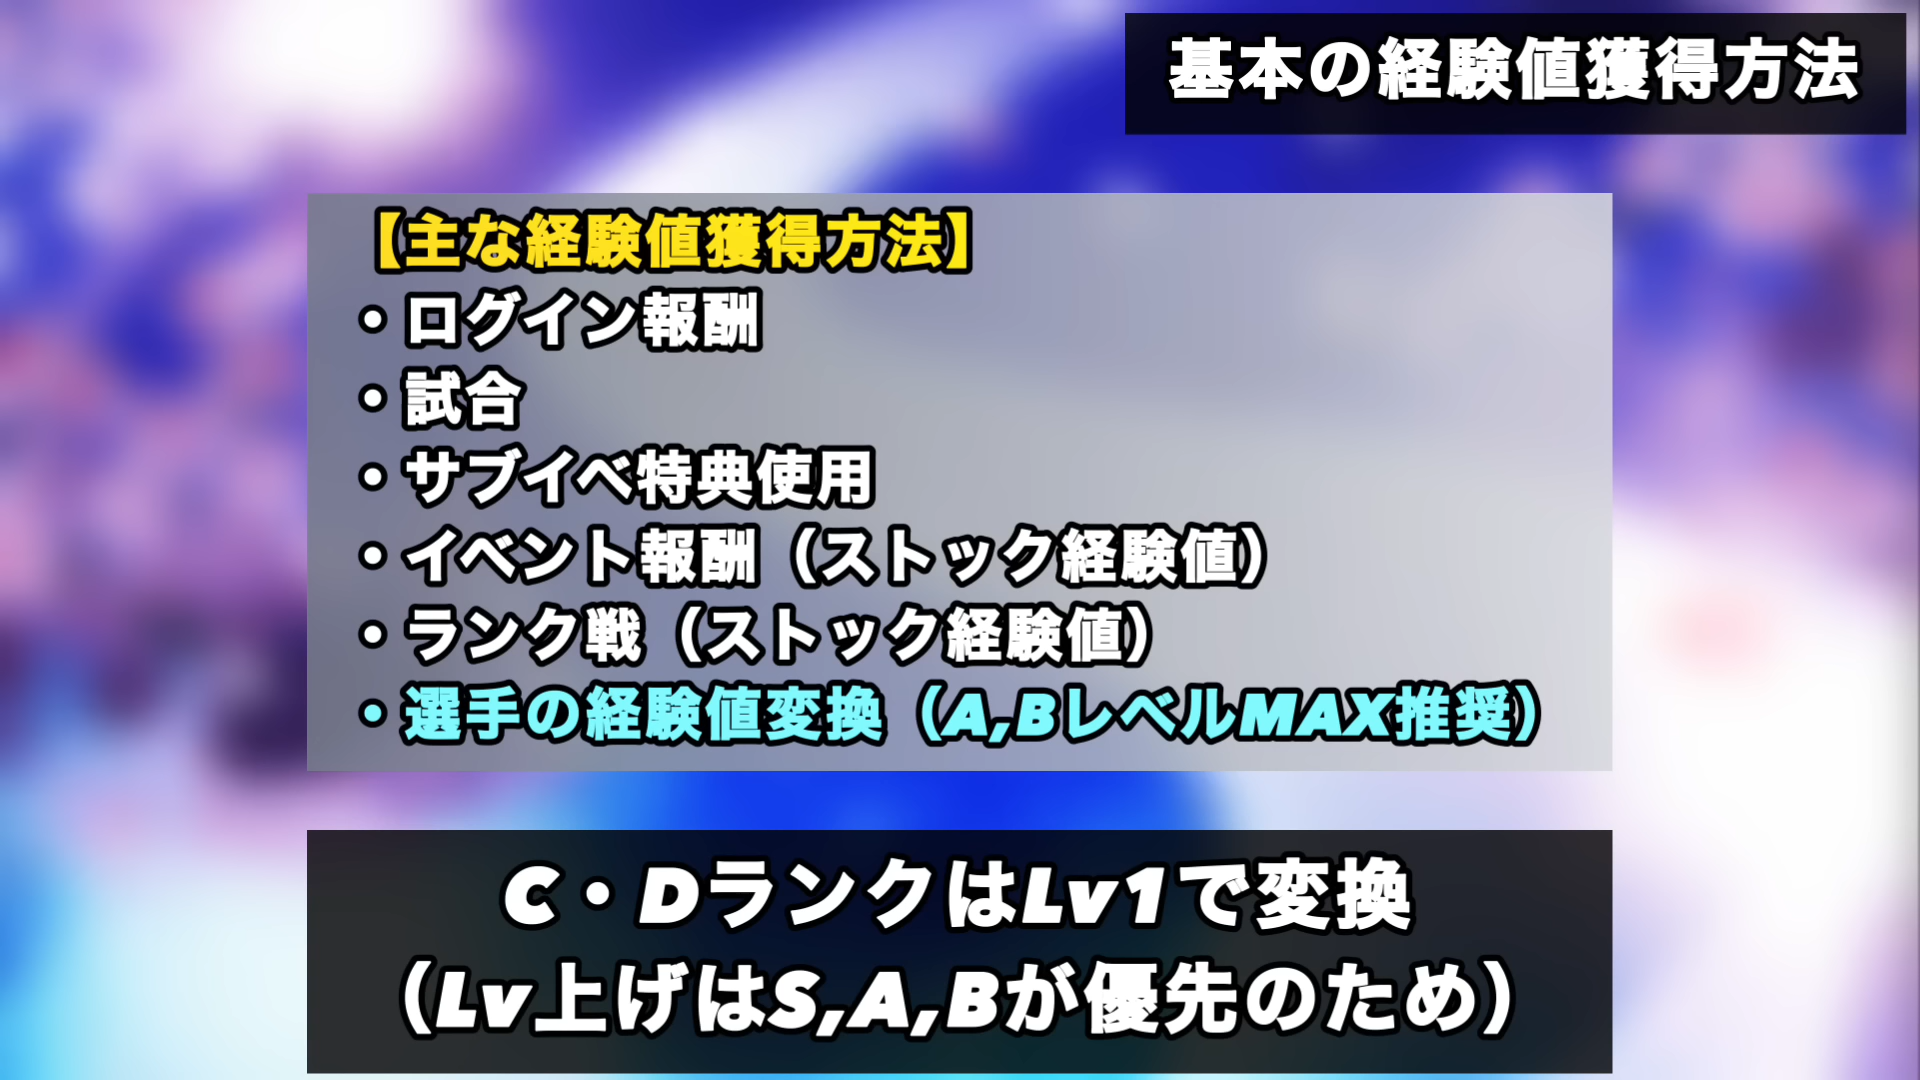 基本の経験値獲得方法
【主な経験値獲得方法】
・ログイン報酬
・試合
・サブイベ特典使用
・イベント報酬（ストック経験値）
・ランク戦（ストック経験値）
・選手の経験値変換（A,BレベルMAX推奨）
C・DランクはLv1で変換
（Lv上げはS,A,Bが優先のため）